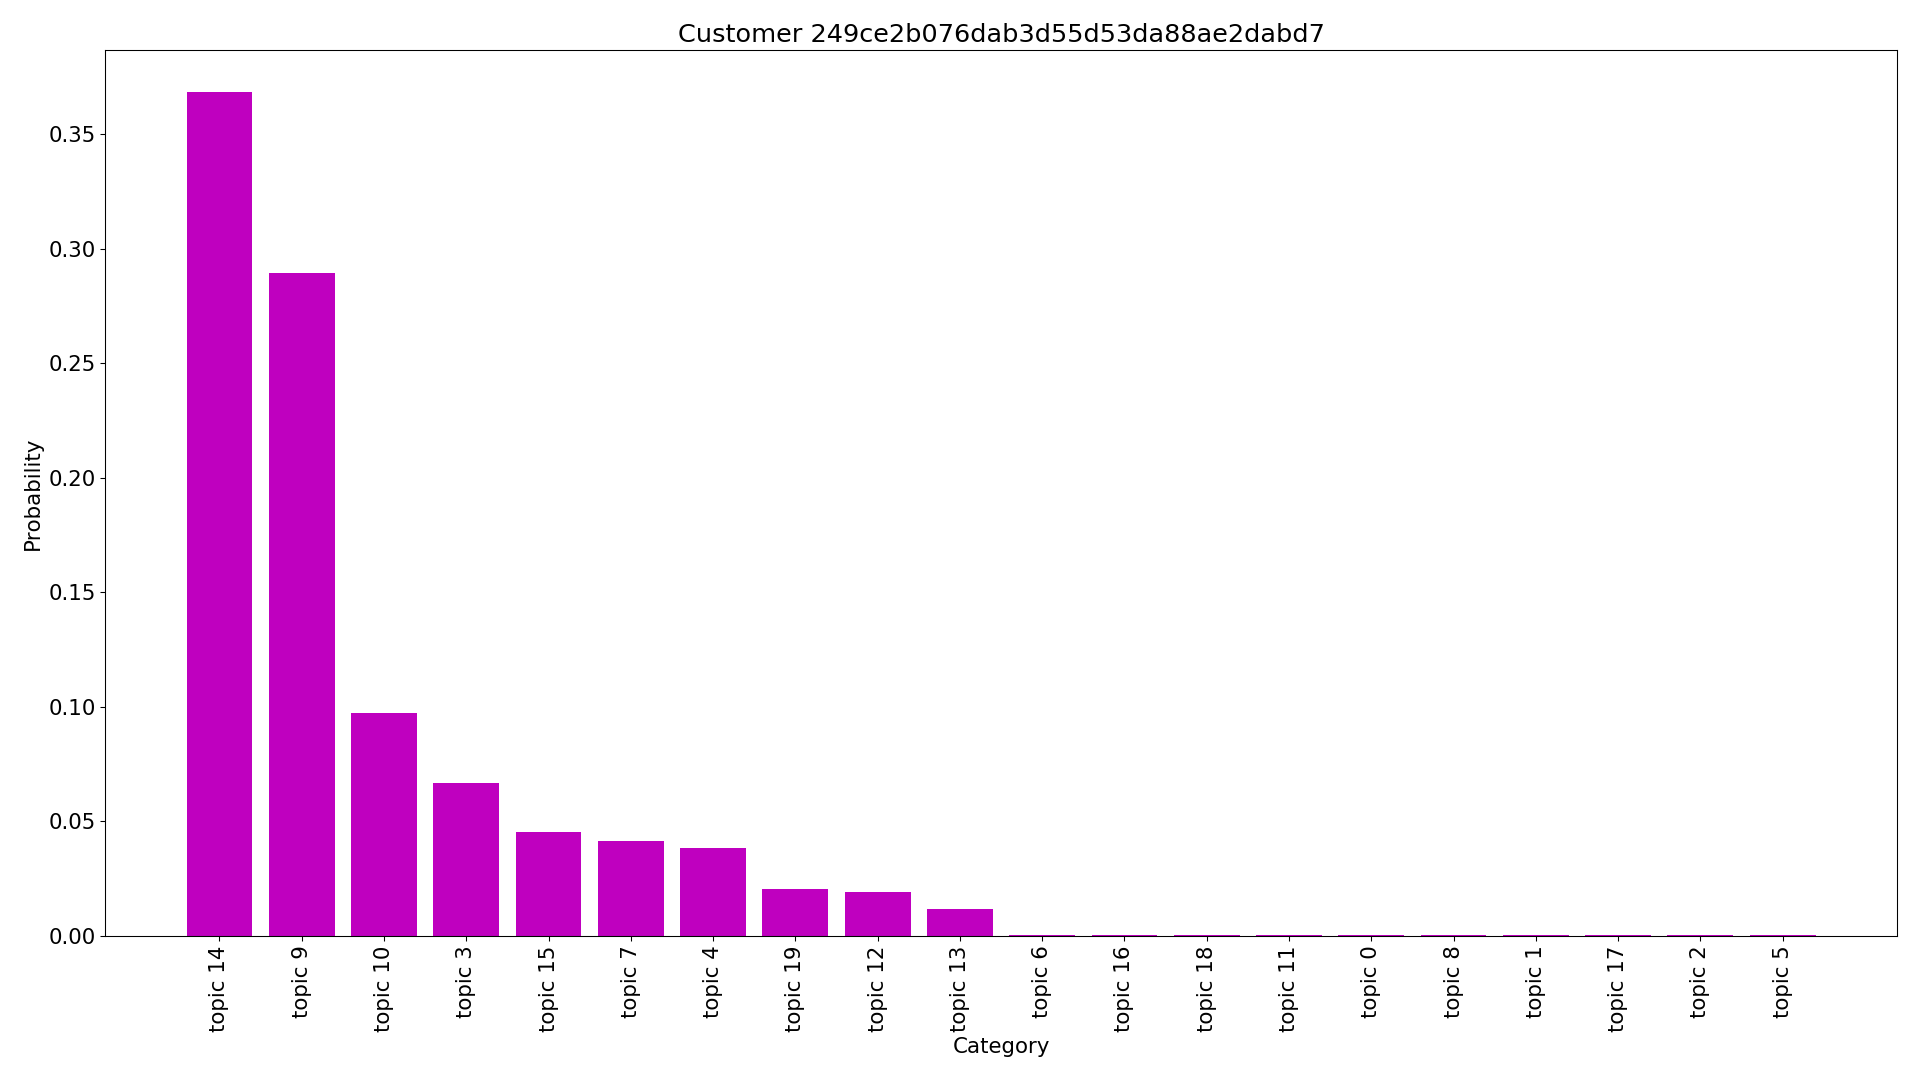 Customer 249ce2b076dab3d55d53da88ae2dabd7
Probability
0.35
0.30
0.25
0.20
0.15
0.10
0.05
0.00
topic 14
topic 9
topic 10
topic 3
topic 15
topic 7
topic 4
topic 19
topic 12
topic 13
topic 6
topic 16
topic 18
topic 11
topic 0
topic 8
topic 1
topic 17
topic 2
topic 5
Category